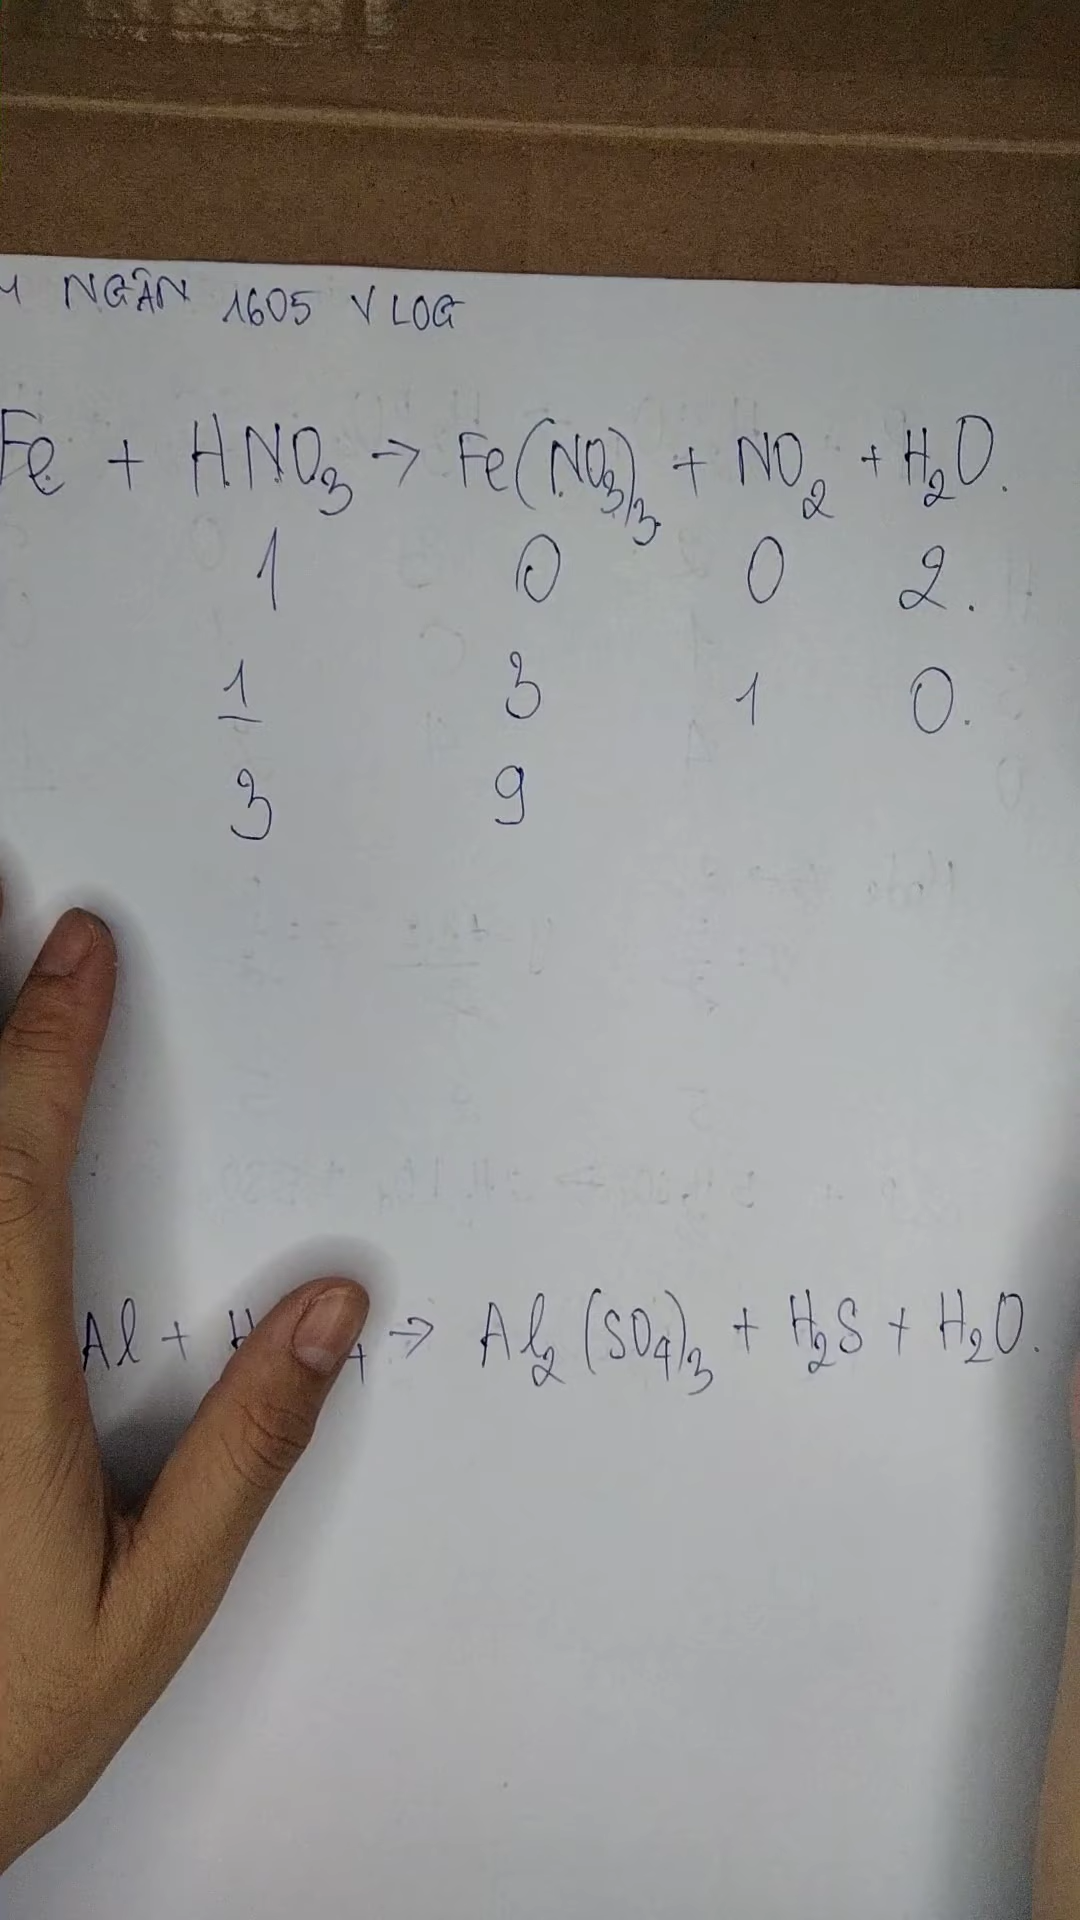 NGÂN 1605 VLOG
Fe + HNO₃ → Fe(NO₃)₃ + NO₂ + H₂O.
1 0 0 2.
1 3 1 0.
3 9
Al + H 4 → Al₂(SO₄)₃ + H₂S + H₂O.